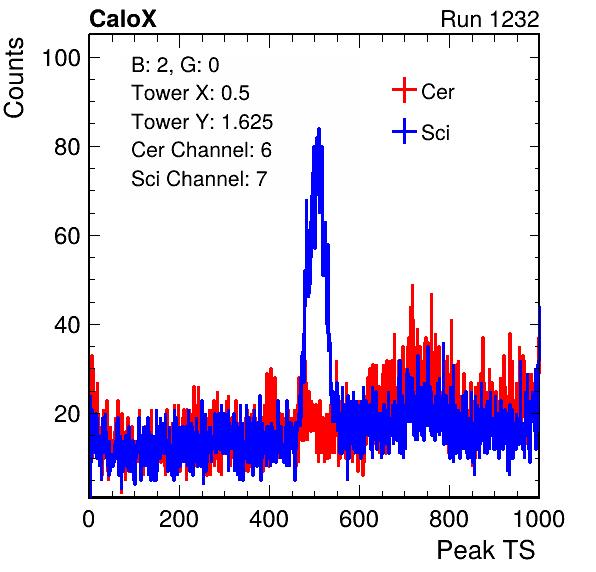 CaloX Run 1232
Counts
100
80
60
40
20
B: 2, G: 0
Tower X: 0.5
Tower Y: 1.625
Cer Channel: 6
Sci Channel: 7
Cer
Sci
0 200 400 600 800 1000
Peak TS